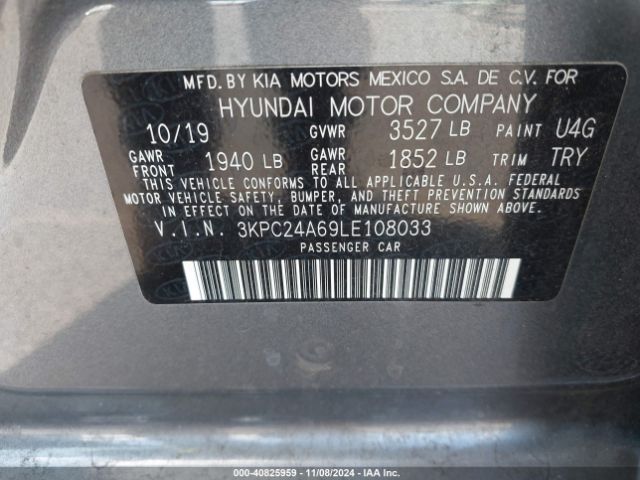 MFD. BY KIA MOTORS MEXICO S.A. DE C.V. FOR
HYUNDAI MOTOR COMPANY
10/19 GVWR 3527 LB PAINT U4G
GAWR FRONT 1940 LB GAWR REAR 1852 LB TRIM TRY
THIS VEHICLE CONFORMS TO ALL APPLICABLE U.S.A. FEDERAL
MOTOR VEHICLE SAFETY, BUMPER, AND THEFT PREVENTION STANDARDS
IN EFFECT ON THE DATE OF MANUFACTURE SHOWN ABOVE.
V.I.N. 3KPC24A69LE108033
PASSENGER CAR
000-40825959 - 11/08/2024 - IAA Inc.